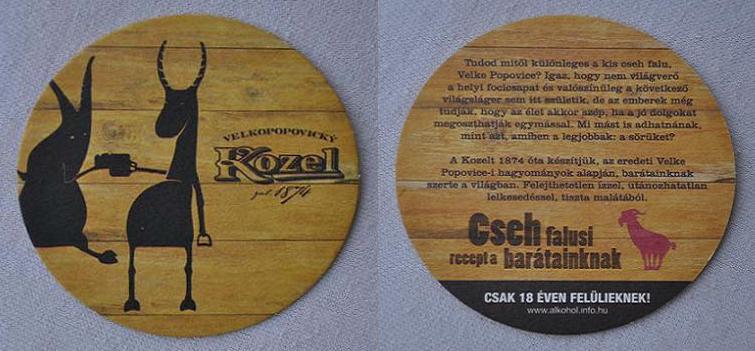 VELKOPOPOVICKÝ
Kozel
1874
Tudod mitől különleges a kis cseh falu,
Velke Popovice? Igaz, hogy nem világverő
a helyi focicsapat és valószínűleg a következő
világsláger sem itt születik, de az emberek még
tudják, hogy az élet akkor szép, ha a jó dolgokat
megoszthatják egymással. Mi mást is adhatnának,
mint azt, amiben a legjobbak: a sörüket?
A Kozelt 1874 óta készítjük, az eredeti Velke
Popovice-i hagyományok alapján, barátainknak
szerte a világban. Felejthetetlen ízzel, utánozhatatlan
lelkesedéssel, tiszta malátából.
Cseh falusi
recept a barátainknak
CSAK 18 ÉVEN FELÜLIEKNEK!
www.alkohol.info.hu